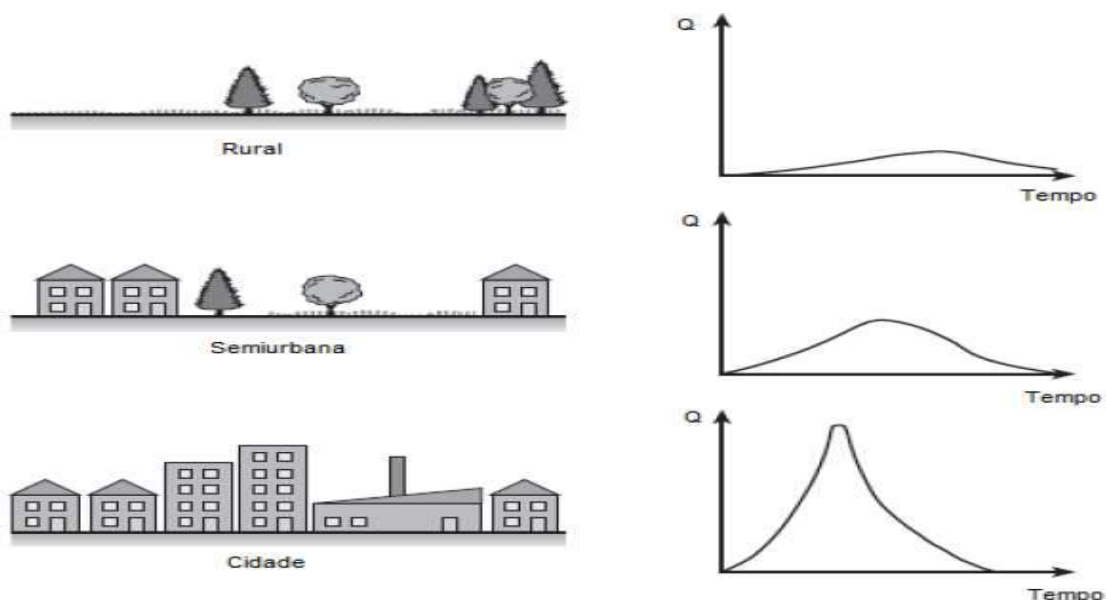 Q
Rural
Tempo
Q
Semiurbana
Tempo
Q
Cidade
Tempo